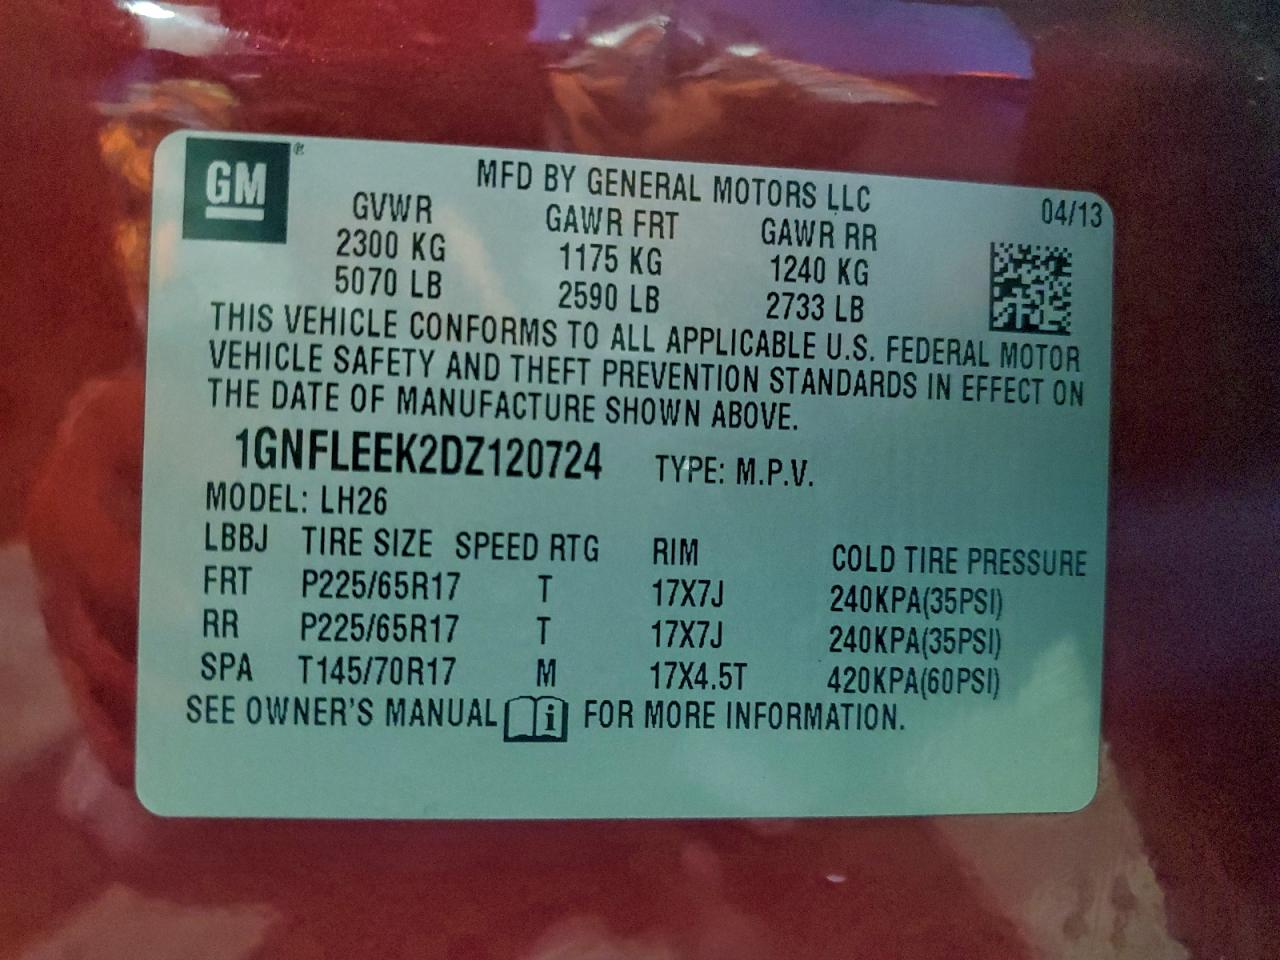 GM®
MFD BY GENERAL MOTORS LLC
04/13
GVWR GAWR FRT GAWR RR
2300 KG 1175 KG 1240 KG
5070 LB 2590 LB 2733 LB
THIS VEHICLE CONFORMS TO ALL APPLICABLE U.S. FEDERAL MOTOR
VEHICLE SAFETY AND THEFT PREVENTION STANDARDS IN EFFECT ON
THE DATE OF MANUFACTURE SHOWN ABOVE.
1GNFLEEK2DZ120724 TYPE: M.P.V.
MODEL: LH26
LBBJ TIRE SIZE SPEED RTG RIM COLD TIRE PRESSURE
FRT P225/65R17 T 17X7J 240KPA(35PSI)
RR P225/65R17 T 17X7J 240KPA(35PSI)
SPA T145/70R17 M 17X4.5T 420KPA(60PSI)
SEE OWNER'S MANUAL i FOR MORE INFORMATION.